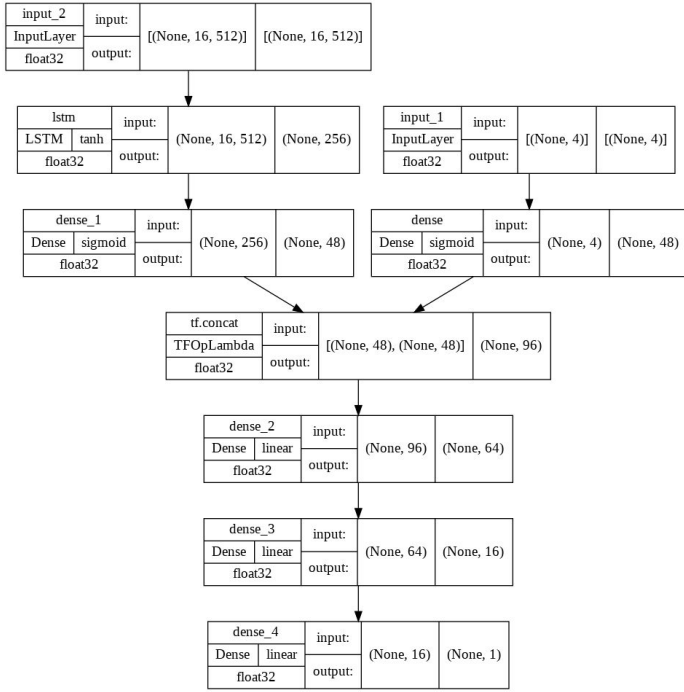 input_2
InputLayer
float32
input:
output:
[(None, 16, 512)]
[(None, 16, 512)]
lstm
LSTM tanh
float32
input:
output:
(None, 16, 512)
(None, 256)
input_1
InputLayer
float32
input:
output:
[(None, 4)]
[(None, 4)]
dense_1
Dense sigmoid
float32
input:
output:
(None, 256)
(None, 48)
dense
Dense sigmoid
float32
input:
output:
(None, 4)
(None, 48)
tf.concat
TFOpLambda
float32
input:
output:
[(None, 48), (None, 48)]
(None, 96)
dense_2
Dense linear
float32
input:
output:
(None, 96)
(None, 64)
dense_3
Dense linear
float32
input:
output:
(None, 64)
(None, 16)
dense_4
Dense linear
float32
input:
output:
(None, 16)
(None, 1)